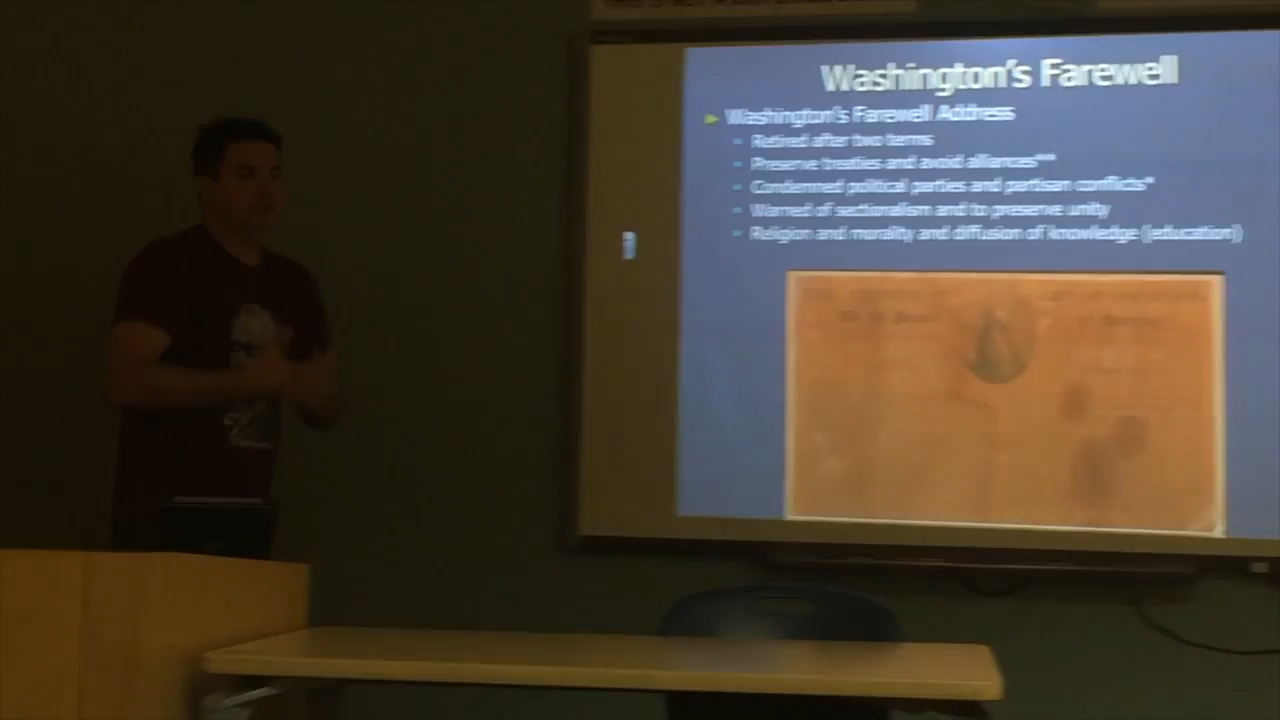 Washington's Farewell
► Washington's Farewell Address
▪ Retired after two terms
▪ Preserve treaties and avoid alliances**
▪ Condemned political parties and partisan conflicts*
▪ Warned of sectionalism and to preserve unity
▪ Religion and morality and diffusion of knowledge (education)